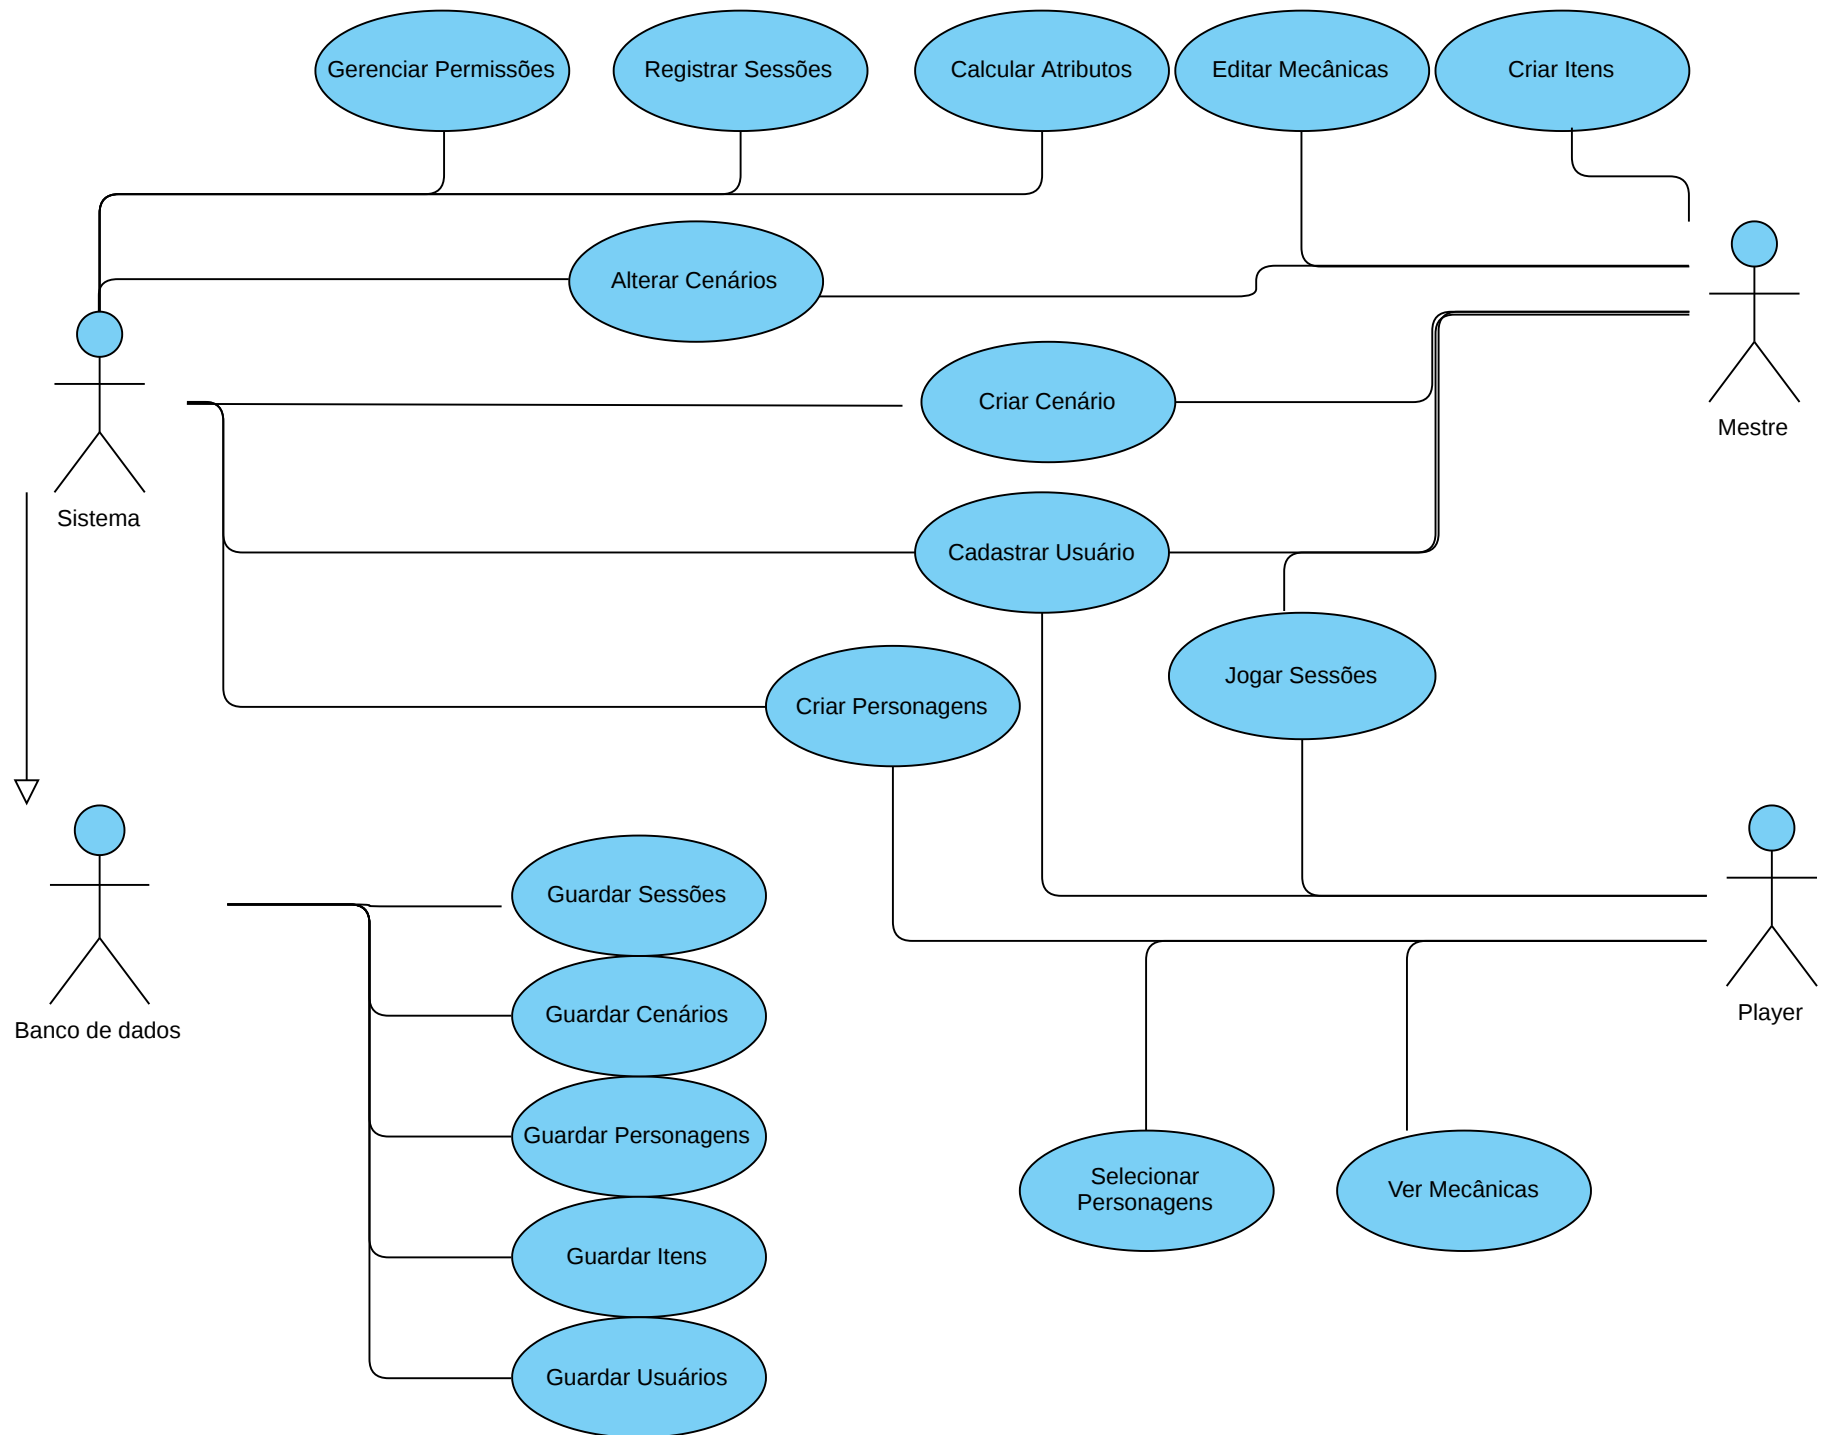 Gerenciar Permissões
Registrar Sessões
Calcular Atributos
Editar Mecânicas
Criar Itens
Alterar Cenários
Criar Cenário
Mestre
Sistema
Cadastrar Usuário
Jogar Sessões
Criar Personagens
Guardar Sessões
Guardar Cenários
Player
Banco de dados
Guardar Personagens
Selecionar
Personagens
Ver Mecânicas
Guardar Itens
Guardar Usuários